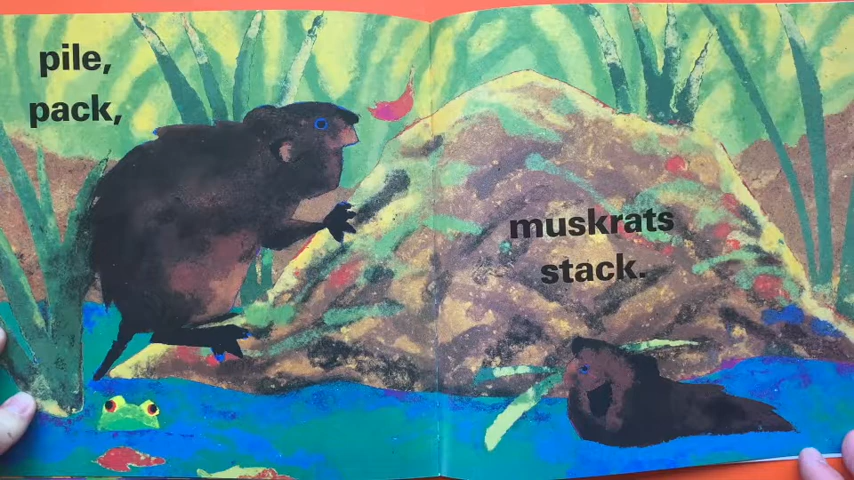 pile,
pack,
muskrats
stack.